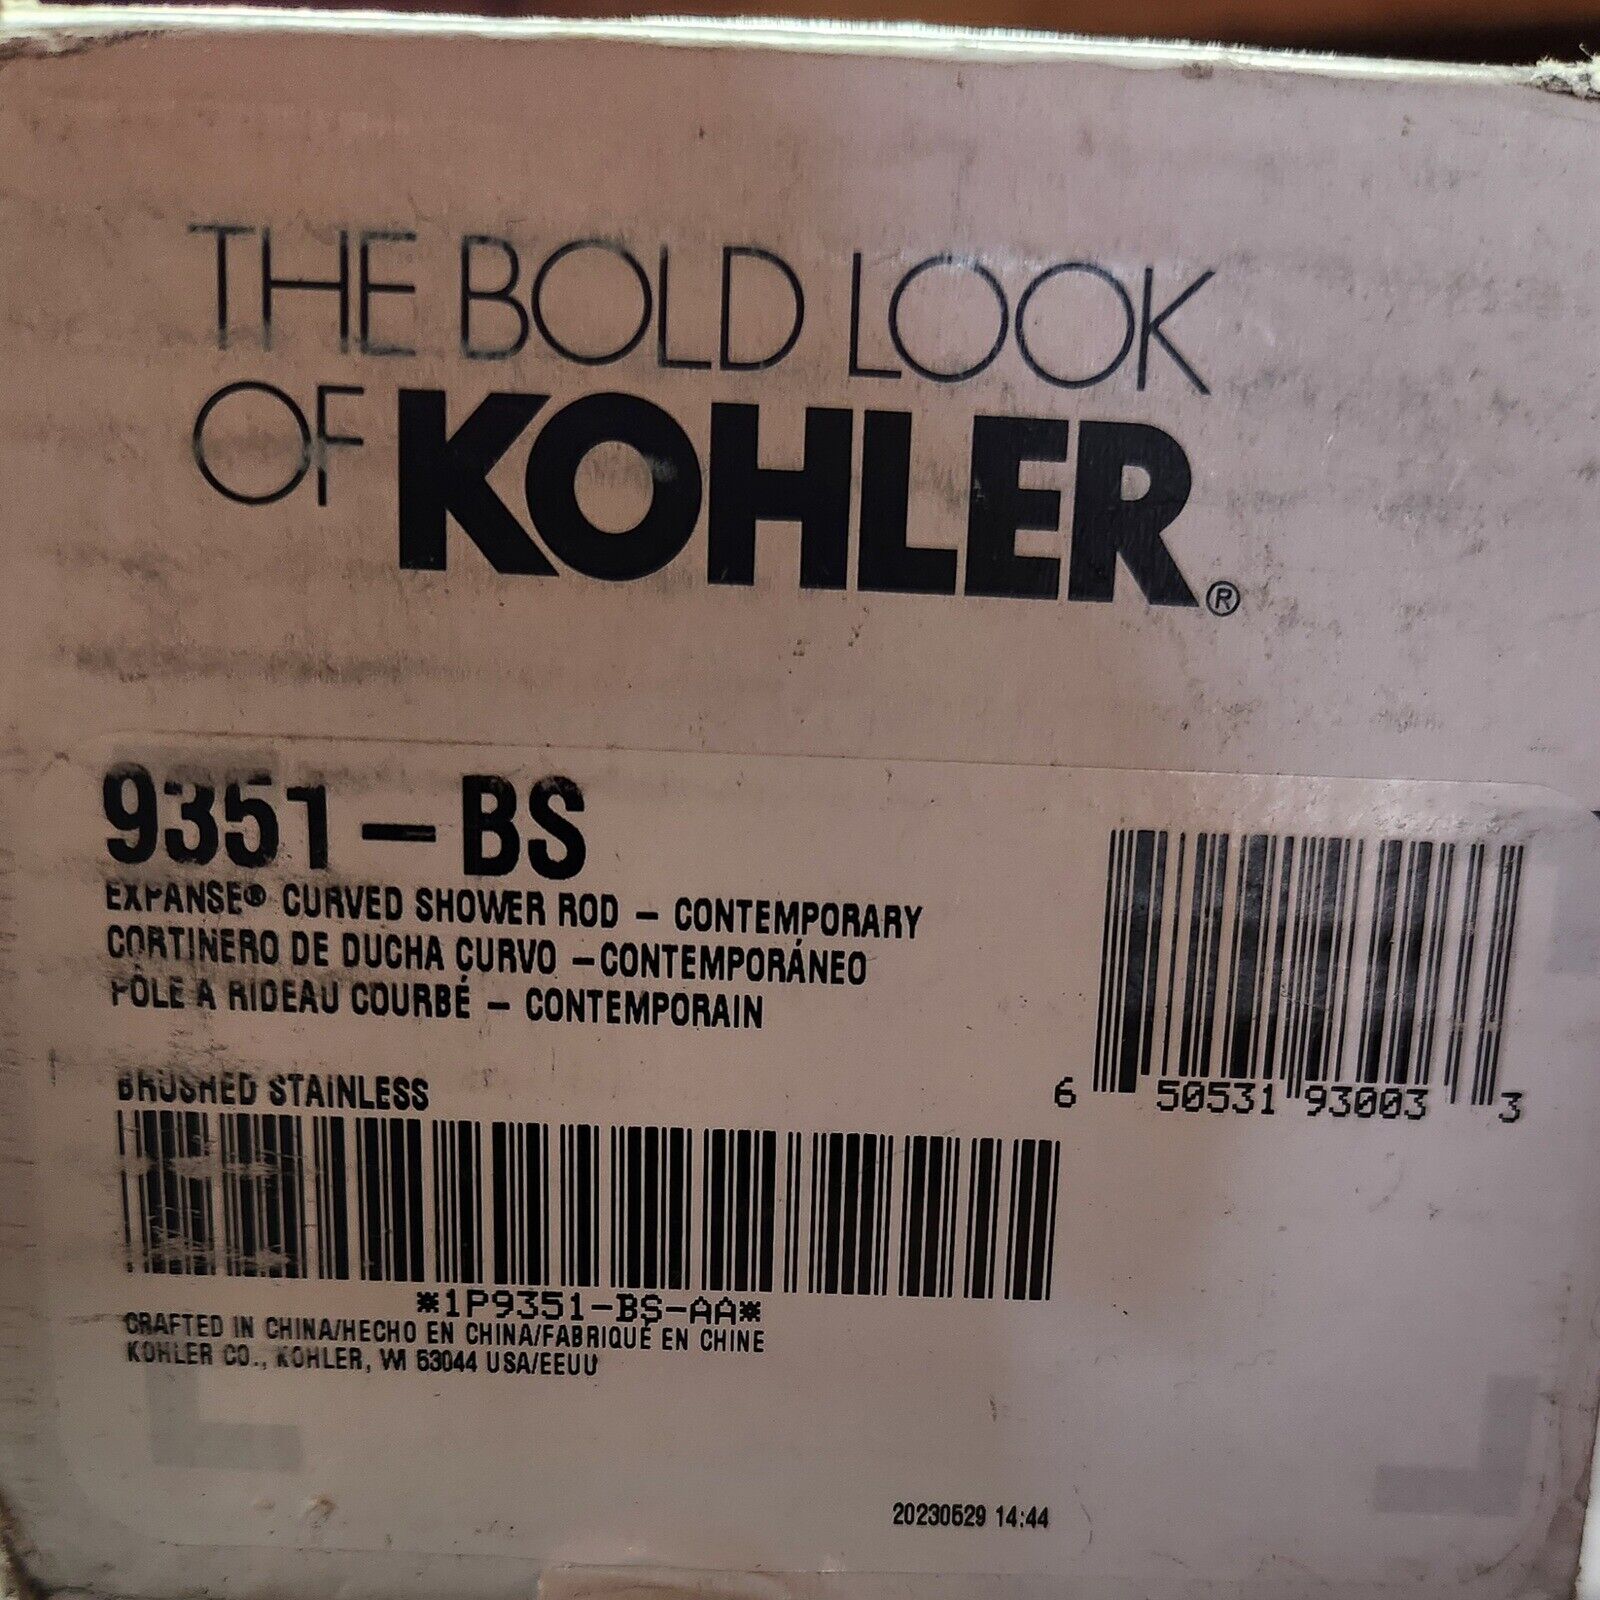 THE BOLD LOOK
OF KOHLER®
9351-BS
EXPANSE® CURVED SHOWER ROD – CONTEMPORARY
CORTINERO DE DUCHA CURVO –CONTEMPORÁNEO
PÔLE A RIDEAU COURBÉ – CONTEMPORAIN
BRUSHED STAINLESS
6 50531 93003 3
*1P9351-BS-AA*
CRAFTED IN CHINA/HECHO EN CHINA/FABRIQUÉ EN CHINE
KOHLER CO., KOHLER, WI 53044 USA/EEUU
20230529 14:44